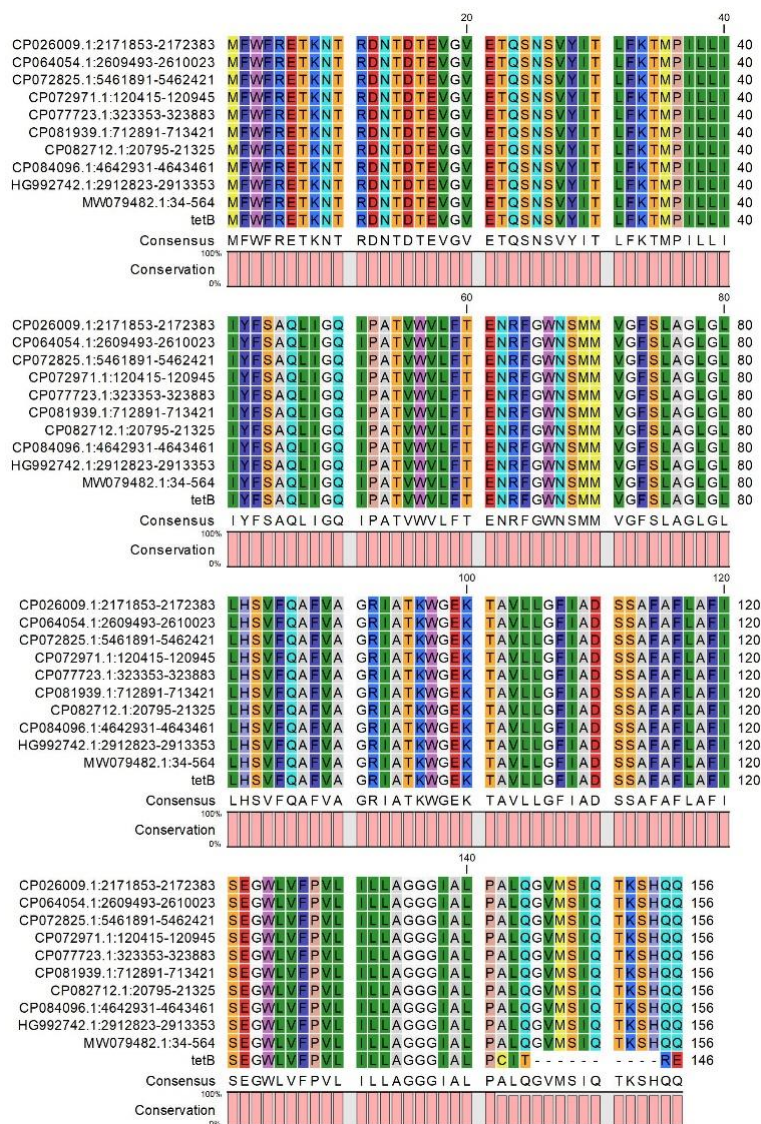 20
40
CP026009.1:2171853-2172383 MFWFRETKNT RDNTDTEVGV ETQSNSVYIT LFKTMPILLI 40
CP064054.1:2609493-2610023 MFWFRETKNT RDNTDTEVGV ETQSNSVYIT LFKTMPILLI 40
CP072825.1:5461891-5462421 MFWFRETKNT RDNTDTEVGV ETQSNSVYIT LFKTMPILLI 40
CP072971.1:120415-120945 MFWFRETKNT RDNTDTEVGV ETQSNSVYIT LFKTMPILLI 40
CP077723.1:323353-323883 MFWFRETKNT RDNTDTEVGV ETQSNSVYIT LFKTMPILLI 40
CP081939.1:712891-713421 MFWFRETKNT RDNTDTEVGV ETQSNSVYIT LFKTMPILLI 40
CP082712.1:20795-21325 MFWFRETKNT RDNTDTEVGV ETQSNSVYIT LFKTMPILLI 40
CP084096.1:4642931-4643461 MFWFRETKNT RDNTDTEVGV ETQSNSVYIT LFKTMPILLI 40
HG992742.1:2912823-2913353 MFWFRETKNT RDNTDTEVGV ETQSNSVYIT LFKTMPILLI 40
MW079482.1:34-564 MFWFRETKNT RDNTDTEVGV ETQSNSVYIT LFKTMPILLI 40
tetB MFWFRETKNT RDNTDTEVGV ETQSNSVYIT LFKTMPILLI 40
Consensus MFWFRETKNT RDNTDTEVGV ETQSNSVYIT LFKTMPILLI
100%
Conservation
0%
60
80
CP026009.1:2171853-2172383 IYFSAQLIGQ IPATVWVLFT ENRFGWNSMM VGFSLAGLGL 80
CP064054.1:2609493-2610023 IYFSAQLIGQ IPATVWVLFT ENRFGWNSMM VGFSLAGLGL 80
CP072825.1:5461891-5462421 IYFSAQLIGQ IPATVWVLFT ENRFGWNSMM VGFSLAGLGL 80
CP072971.1:120415-120945 IYFSAQLIGQ IPATVWVLFT ENRFGWNSMM VGFSLAGLGL 80
CP077723.1:323353-323883 IYFSAQLIGQ IPATVWVLFT ENRFGWNSMM VGFSLAGLGL 80
CP081939.1:712891-713421 IYFSAQLIGQ IPATVWVLFT ENRFGWNSMM VGFSLAGLGL 80
CP082712.1:20795-21325 IYFSAQLIGQ IPATVWVLFT ENRFGWNSMM VGFSLAGLGL 80
CP084096.1:4642931-4643461 IYFSAQLIGQ IPATVWVLFT ENRFGWNSMM VGFSLAGLGL 80
HG992742.1:2912823-2913353 IYFSAQLIGQ IPATVWVLFT ENRFGWNSMM VGFSLAGLGL 80
MW079482.1:34-564 IYFSAQLIGQ IPATVWVLFT ENRFGWNSMM VGFSLAGLGL 80
tetB IYFSAQLIGQ IPATVWVLFT ENRFGWNSMM VGFSLAGLGL 80
Consensus IYFSAQLIGQ IPATVWVLFT ENRFGWNSMM VGFSLAGLGL
100%
Conservation
0%
100
120
CP026009.1:2171853-2172383 LHSVFQAFVA GRIATKWGEK TAVLLGFIAD SSAFAFLAFI 120
CP064054.1:2609493-2610023 LHSVFQAFVA GRIATKWGEK TAVLLGFIAD SSAFAFLAFI 120
CP072825.1:5461891-5462421 LHSVFQAFVA GRIATKWGEK TAVLLGFIAD SSAFAFLAFI 120
CP072971.1:120415-120945 LHSVFQAFVA GRIATKWGEK TAVLLGFIAD SSAFAFLAFI 120
CP077723.1:323353-323883 LHSVFQAFVA GRIATKWGEK TAVLLGFIAD SSAFAFLAFI 120
CP081939.1:712891-713421 LHSVFQAFVA GRIATKWGEK TAVLLGFIAD SSAFAFLAFI 120
CP082712.1:20795-21325 LHSVFQAFVA GRIATKWGEK TAVLLGFIAD SSAFAFLAFI 120
CP084096.1:4642931-4643461 LHSVFQAFVA GRIATKWGEK TAVLLGFIAD SSAFAFLAFI 120
HG992742.1:2912823-2913353 LHSVFQAFVA GRIATKWGEK TAVLLGFIAD SSAFAFLAFI 120
MW079482.1:34-564 LHSVFQAFVA GRIATKWGEK TAVLLGFIAD SSAFAFLAFI 120
tetB LHSVFQAFVA GRIATKWGEK TAVLLGFIAD SSAFAFLAFI 120
Consensus LHSVFQAFVA GRIATKWGEK TAVLLGFIAD SSAFAFLAFI
100%
Conservation
0%
140
CP026009.1:2171853-2172383 SEGWLVFPVL ILLAGGGIAL PALQGVMSIQ TKSHQQ 156
CP064054.1:2609493-2610023 SEGWLVFPVL ILLAGGGIAL PALQGVMSIQ TKSHQQ 156
CP072825.1:5461891-5462421 SEGWLVFPVL ILLAGGGIAL PALQGVMSIQ TKSHQQ 156
CP072971.1:120415-120945 SEGWLVFPVL ILLAGGGIAL PALQGVMSIQ TKSHQQ 156
CP077723.1:323353-323883 SEGWLVFPVL ILLAGGGIAL PALQGVMSIQ TKSHQQ 156
CP081939.1:712891-713421 SEGWLVFPVL ILLAGGGIAL PALQGVMSIQ TKSHQQ 156
CP082712.1:20795-21325 SEGWLVFPVL ILLAGGGIAL PALQGVMSIQ TKSHQQ 156
CP084096.1:4642931-4643461 SEGWLVFPVL ILLAGGGIAL PALQGVMSIQ TKSHQQ 156
HG992742.1:2912823-2913353 SEGWLVFPVL ILLAGGGIAL PALQGVMSIQ TKSHQQ 156
MW079482.1:34-564 SEGWLVFPVL ILLAGGGIAL PALQGVMSIQ TKSHQQ 156
tetB SEGWLVFPVL ILLAGGGIAL PCIT------ ----RE 146
Consensus SEGWLVFPVL ILLAGGGIAL PALQGVMSIQ TKSHQQ
100%
Conservation
0%